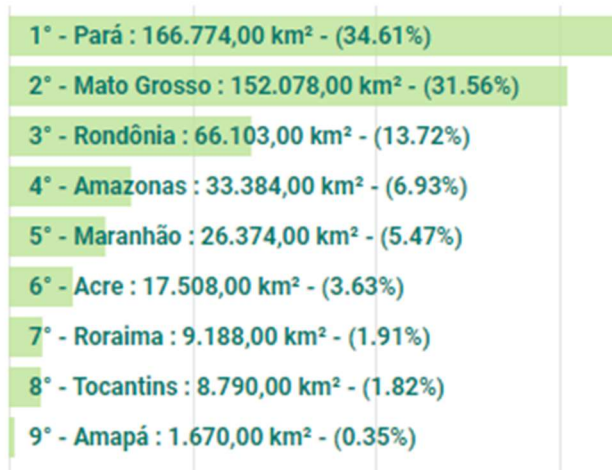 1° - Pará : 166.774,00 km² - (34.61%)
2° - Mato Grosso : 152.078,00 km² - (31.56%)
3° - Rondônia : 66.103,00 km² - (13.72%)
4° - Amazonas : 33.384,00 km² - (6.93%)
5° - Maranhão : 26.374,00 km² - (5.47%)
6° - Acre : 17.508,00 km² - (3.63%)
7° - Roraima : 9.188,00 km² - (1.91%)
8° - Tocantins : 8.790,00 km² - (1.82%)
9° - Amapá : 1.670,00 km² - (0.35%)